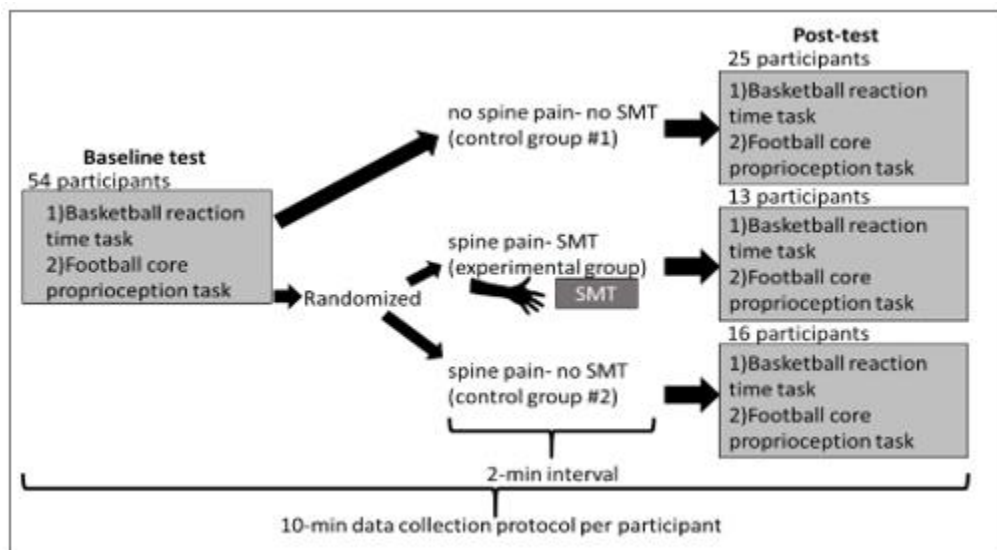 Baseline test
54 participants
1)Basketball reaction
time task
2)Football core
proprioception task
Randomized
no spine pain- no SMT
(control group #1)
spine pain- SMT
(experimental group)
SMT
spine pain- no SMT
(control group #2)
Post-test
25 participants
1)Basketball reaction
time task
2)Football core
proprioception task
13 participants
1)Basketball reaction
time task
2)Football core
proprioception task
16 participants
1)Basketball reaction
time task
2)Football core
proprioception task
2-min interval
10-min data collection protocol per participant